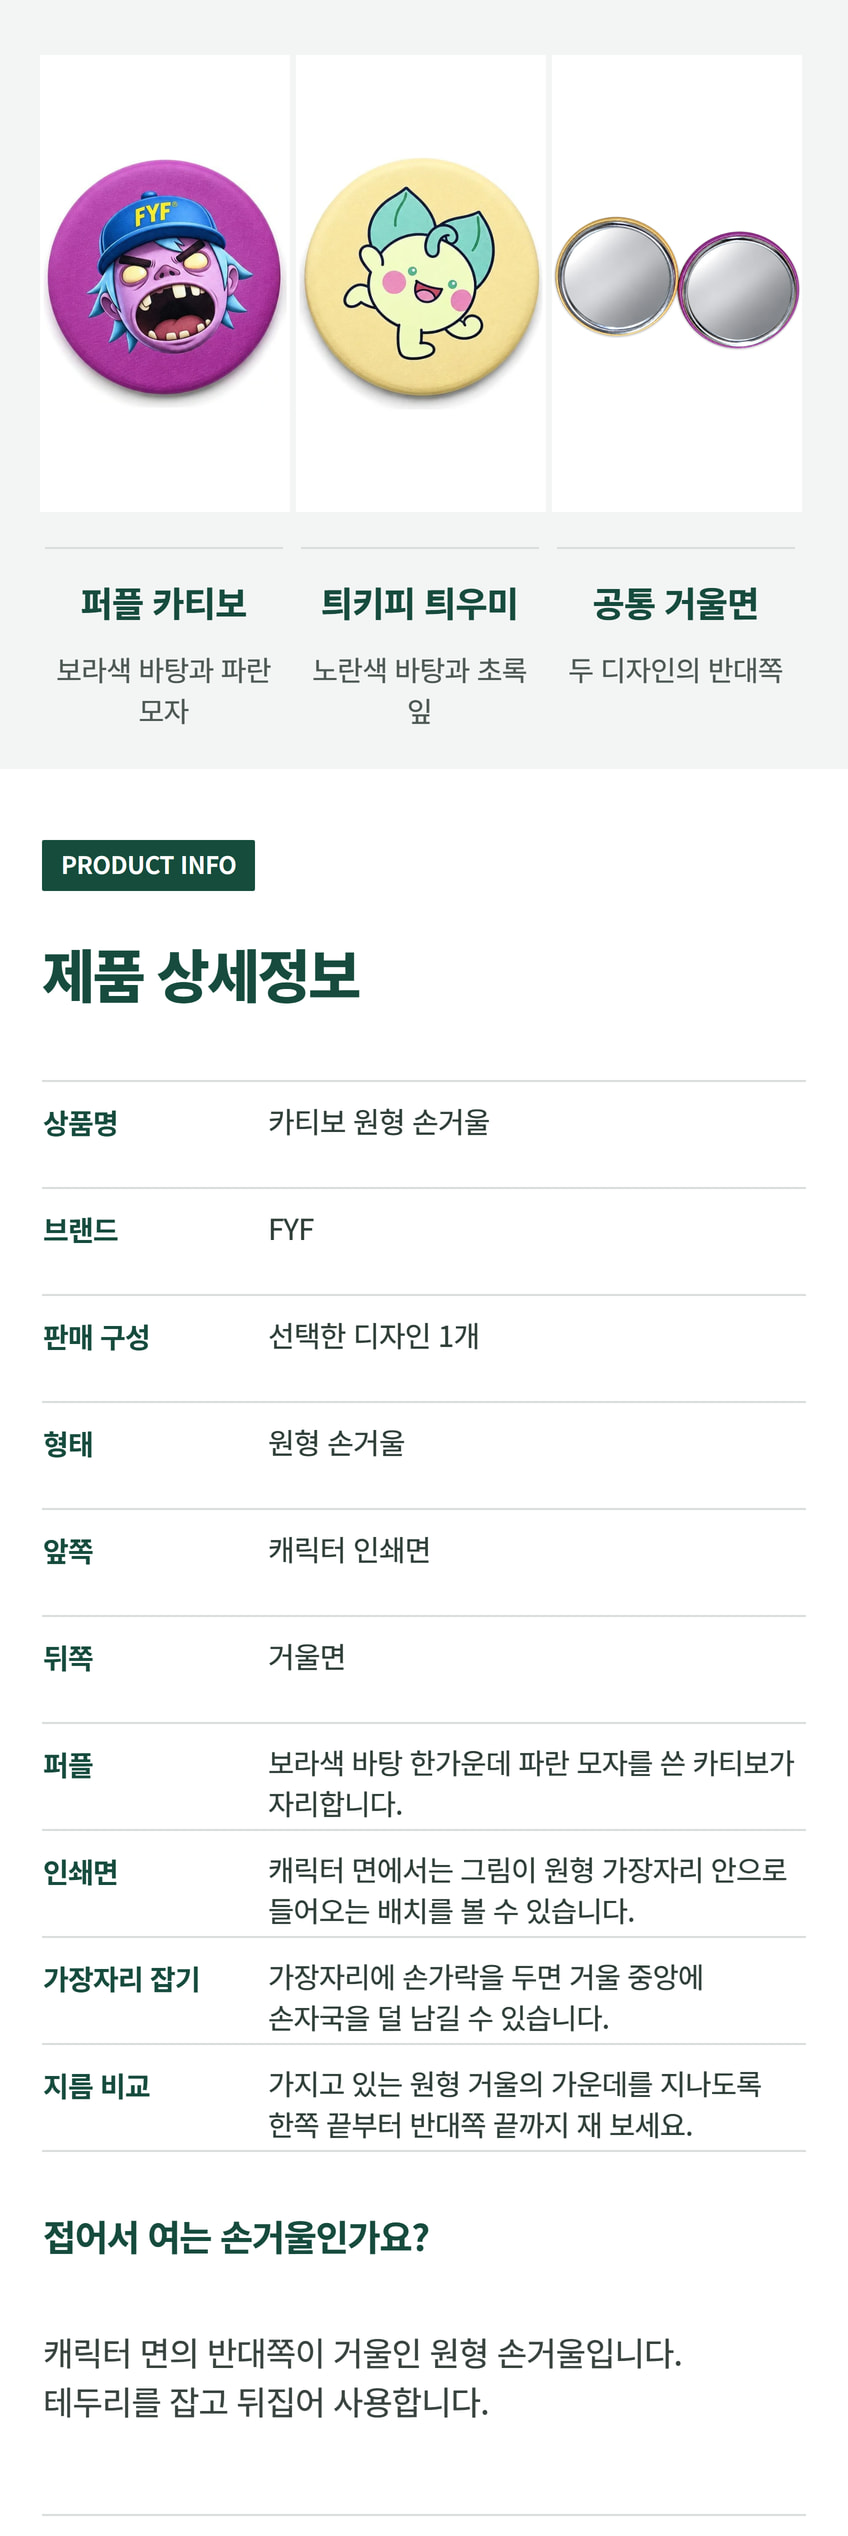 FYF
퍼플 카티보
틔키피 틔우미
공통 거울면
보라색 바탕과 파란
모자
노란색 바탕과 초록
잎
두 디자인의 반대쪽
PRODUCT INFO
제품 상세정보
상품명
카티보 원형 손거울
브랜드
FYF
판매 구성
선택한 디자인 1개
형태
원형 손거울
앞쪽
캐릭터 인쇄면
뒤쪽
거울면
퍼플
보라색 바탕 한가운데 파란 모자를 쓴 카티보가
자리합니다.
인쇄면
캐릭터 면에서는 그림이 원형 가장자리 안으로
들어오는 배치를 볼 수 있습니다.
가장자리 잡기
가장자리에 손가락을 두면 거울 중앙에
손자국을 덜 남길 수 있습니다.
지름 비교
가지고 있는 원형 거울의 가운데를 지나도록
한쪽 끝부터 반대쪽 끝까지 재 보세요.
접어서 여는 손거울인가요?
캐릭터 면의 반대쪽이 거울인 원형 손거울입니다.
테두리를 잡고 뒤집어 사용합니다.